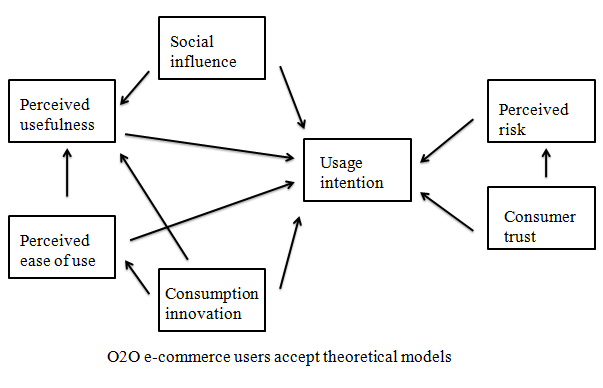 Social
influence
Perceived
usefulness
Perceived
risk
Usage
intention
Consumer
trust
Perceived
ease of use
Consumption
innovation
O2O e-commerce users accept theoretical models